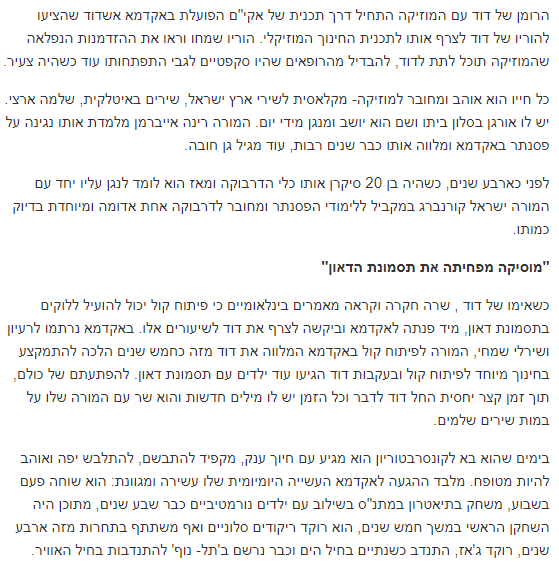 הרומן של דוד עם המוזיקה התחיל דרך תכנית של אקי"ם הפועלת באקדמא אשדוד שהציעו
להוריו של דוד לצרף אותו לתכנית החינוך המוזיקלי. הוריו שמחו וראו את ההזדמנות הנפלאה
שהמוזיקה תוכל לתת לדוד, להבדיל מהרופאים שהיו סקפטיים לגבי התפתחותו עוד כשהיה צעיר.
כל חייו הוא אוהב ומחובר למוזיקה- מקלאסית לשירי ארץ ישראל, שירים באיטלקית, שלמה ארצי.
יש לו אורגן בסלון ביתו ושם הוא יושב ומנגן מידי יום. המורה רינה אייברמן מלמדת אותו נגינה על
פסנתר באקדמא ומלווה אותו כבר שנים רבות, עוד מגיל גן חובה.
לפני כארבע שנים, כשהיה בן 20 סיקרן אותו כלי הדרבוקה ומאז הוא לומד לנגן עליו יחד עם
המורה ישראל קורנברג במקביל ללימודי הפסנתר ומחובר לדרבוקה אחת אדומה ומיוחדת בדיוק
כמותו.
"מוסיקה מפחיתה את תסמונת הדאון"
כשאימו של דוד , שרה חקרה וקראה מאמרים בינלאומיים כי פיתוח קול יכול להועיל ללוקים
בתסמונת דאון, מיד פנתה לאקדמא וביקשה לצרף את דוד לשיעורים אלו. באקדמא נרתמו לרעיון
ושירלי שמחי, המורה לפיתוח קול באקדמא המלווה את דוד מזה כחמש שנים הלכה להתמקצע
בחינוך מיוחד לפיתוח קול ובעקבות דוד הגיעו עוד ילדים עם תסמונת דאון. להפתעתם של כולם,
תוך זמן קצר יחסית החל דוד לדבר וכל הזמן יש לו מילים חדשות והוא שר עם המורה שלו על
במות שירים שלמים.
בימים שהוא בא לקונסרבטוריון הוא מגיע עם חיוך ענק, מקפיד להתבשם, להתלבש יפה ואוהב
להיות מטופח. מלבד ההגעה לאקדמא העשייה היומיומית שלו עשירה ומגוונת: הוא שוחה פעם
בשבוע, משחק בתיאטרון במתנ"ס בשילוב עם ילדים נורמטיביים כבר שבע שנים, מתוכן היה
השחקן הראשי במשך חמש שנים, הוא רוקד ריקודים סלוניים ואף משתתף בתחרות מזה ארבע
שנים, רוקד ג'אז, התנדב כשנתיים בחיל הים וכבר נרשם ב'תל- נוף' להתנדבות בחיל האוויר.